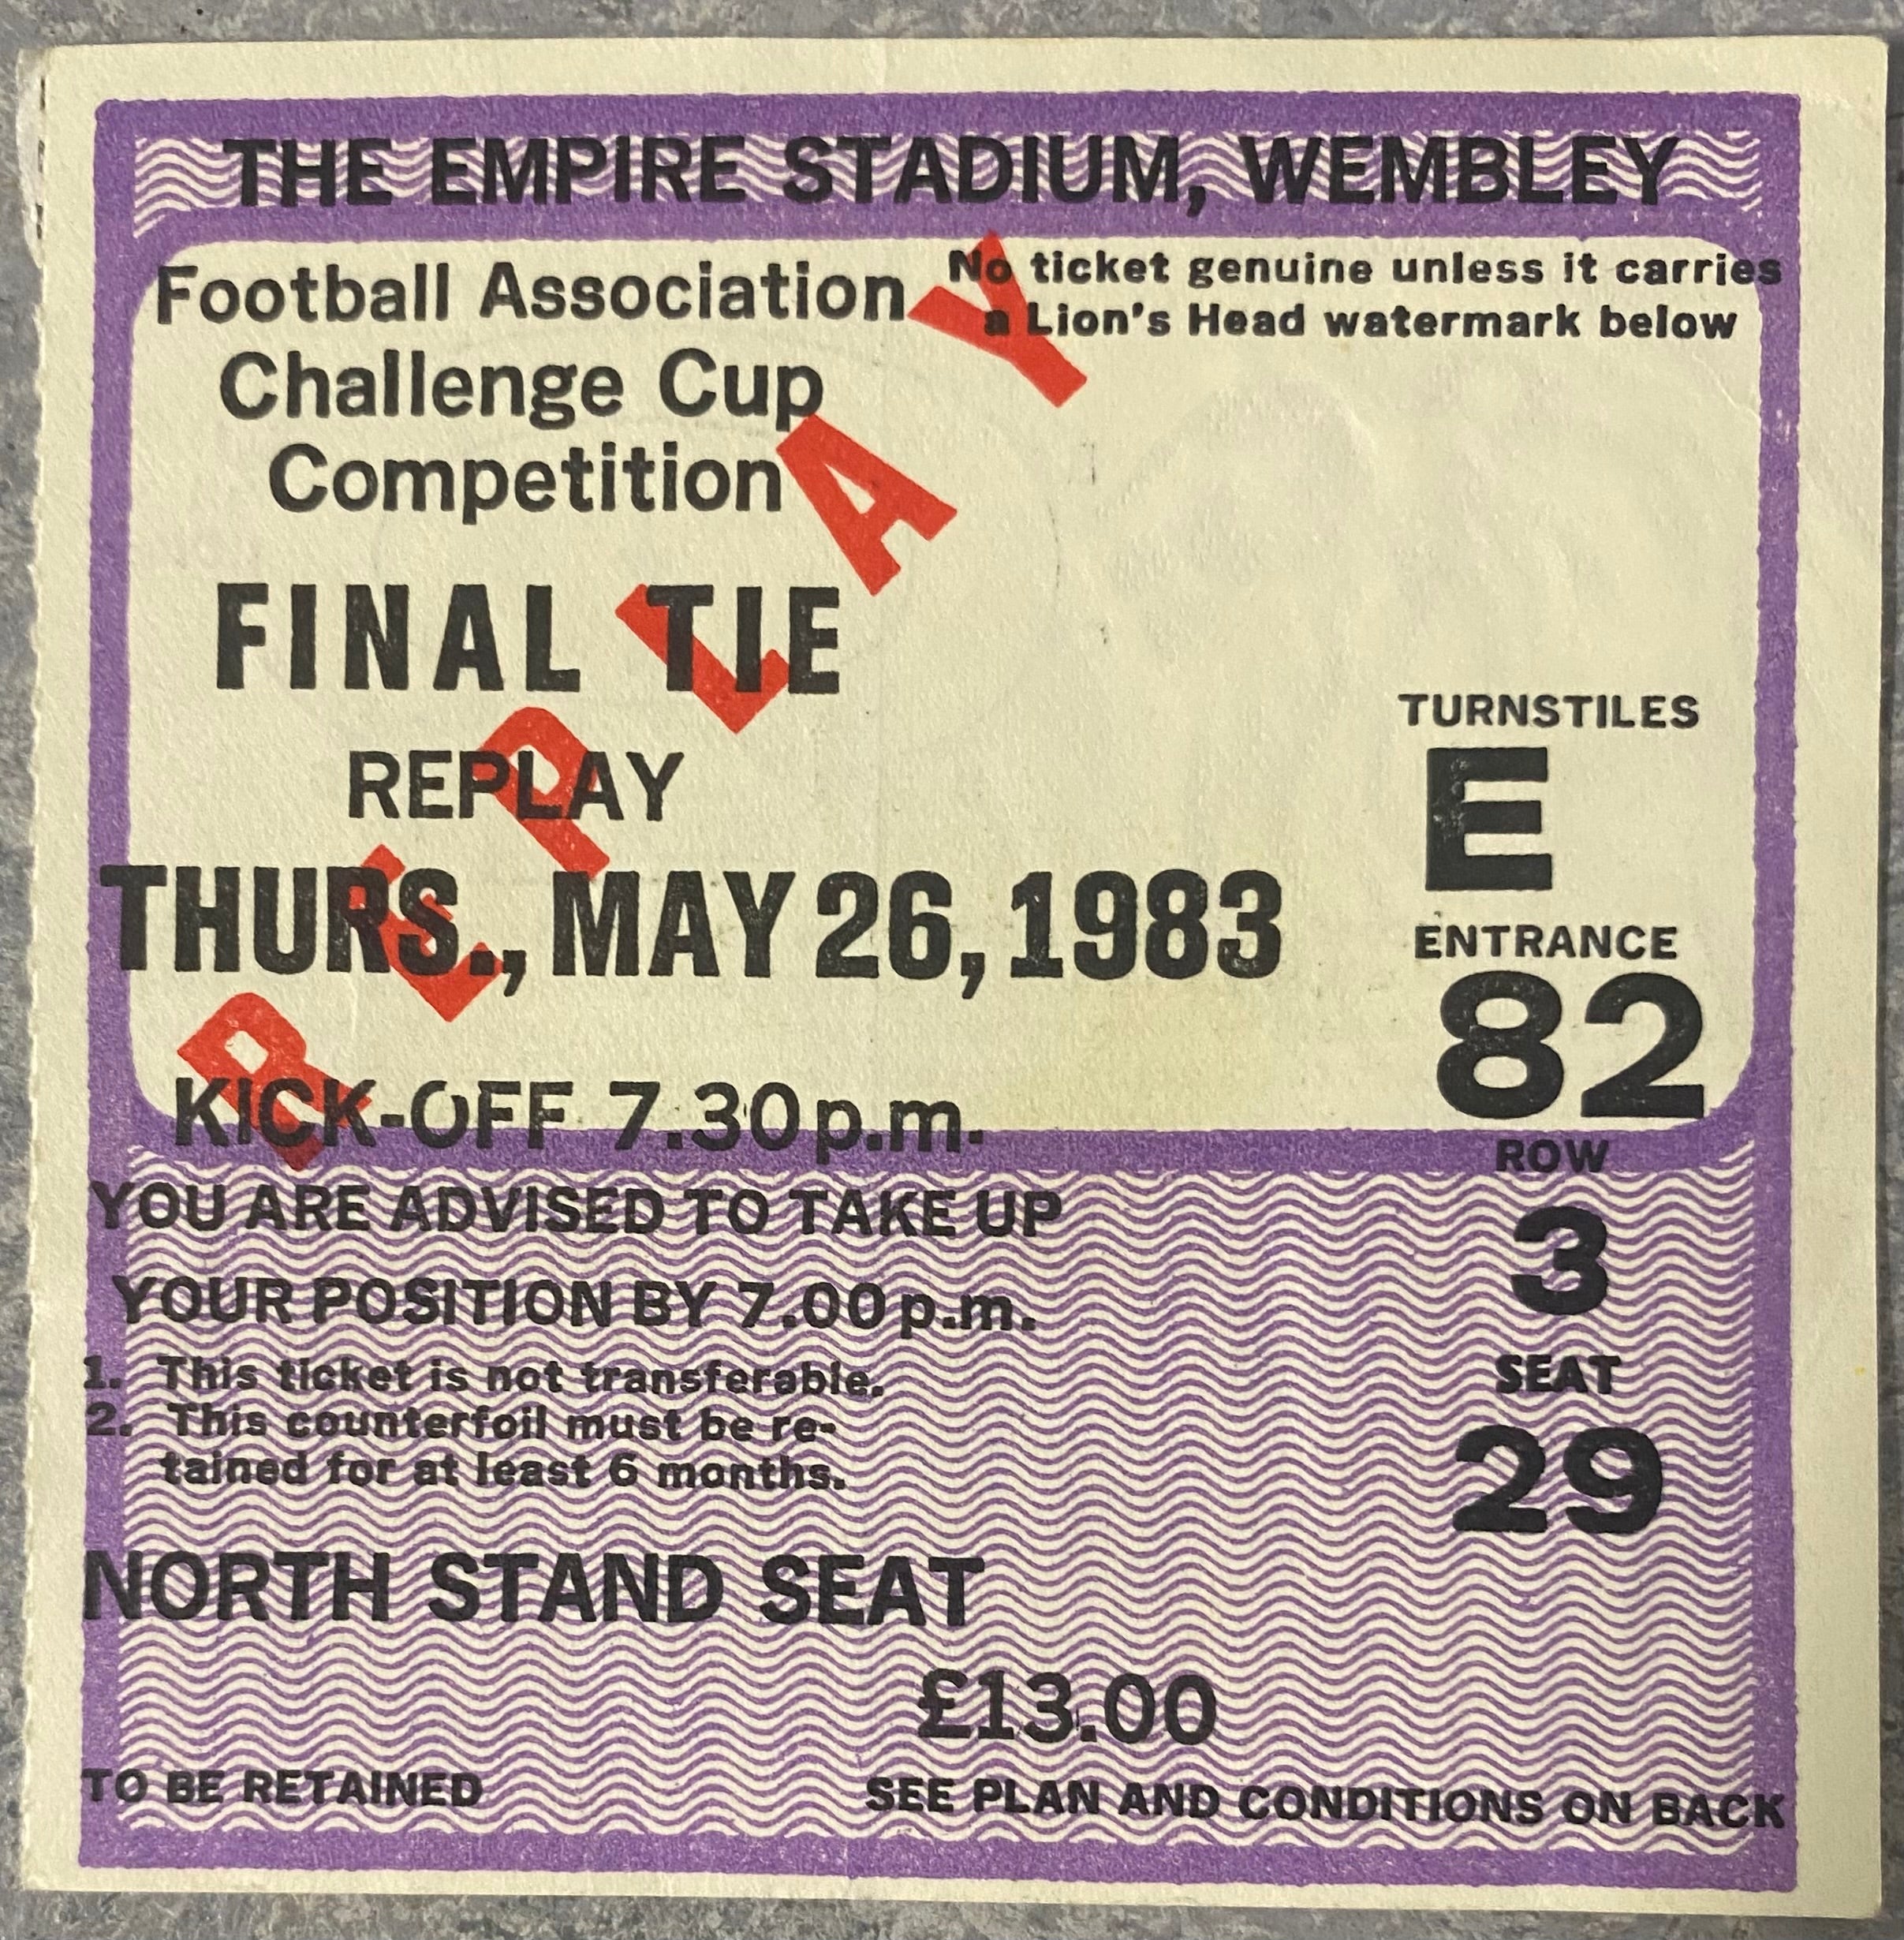 THE EMPIRE STADIUM, WEMBLEY
Football Association
Challenge Cup
Competition
No ticket genuine unless it carries
a Lion's Head watermark below
FINAL TIE
REPLAY
THURS., MAY 26, 1983
KICK-OFF 7.30 p.m.
REPLAY
TURNSTILES
E
ENTRANCE
82
ROW
3
SEAT
29
YOU ARE ADVISED TO TAKE UP
YOUR POSITION BY 7.00 p.m.
1. This ticket is not transferable.
2. This counterfoil must be re-
tained for at least 6 months.
NORTH STAND SEAT
£13.00
TO BE RETAINED
SEE PLAN AND CONDITIONS ON BACK